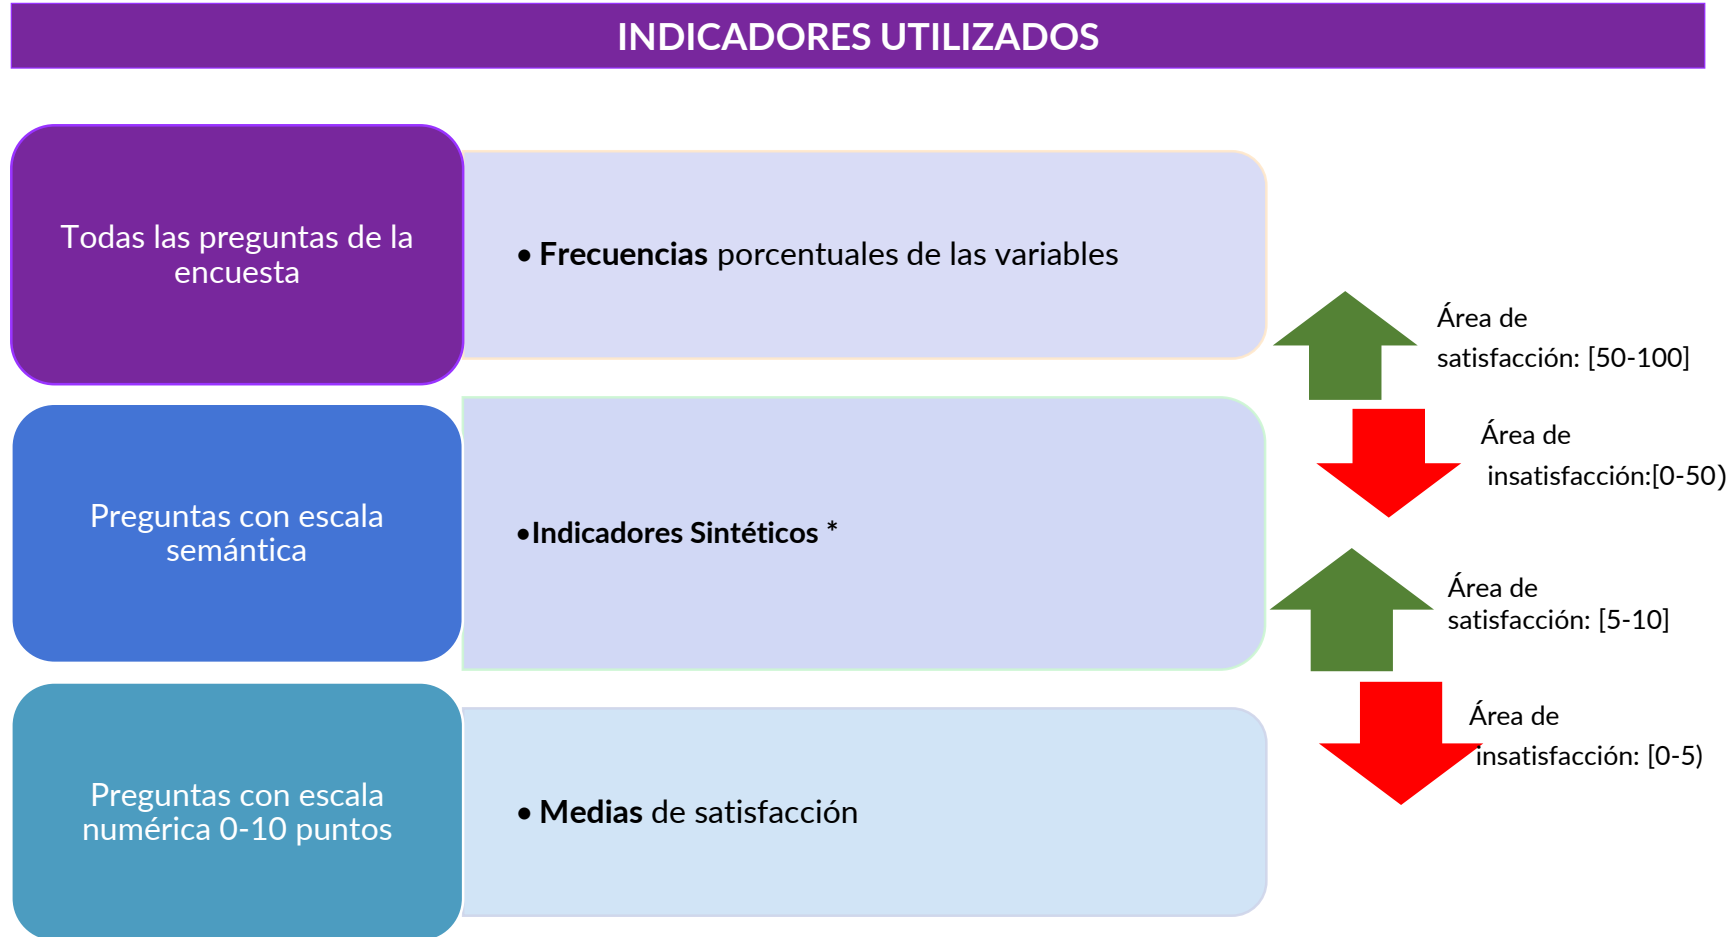 INDICADORES UTILIZADOS
Todas las preguntas de la
encuesta
• Frecuencias porcentuales de las variables
Área de
satisfacción: [50-100]
Área de
insatisfacción:[0-50)
Preguntas con escala
semántica
•Indicadores Sintéticos *
Área de
satisfacción: [5-10]
Área de
insatisfacción: [0-5)
Preguntas con escala
numérica 0-10 puntos
• Medias de satisfacción